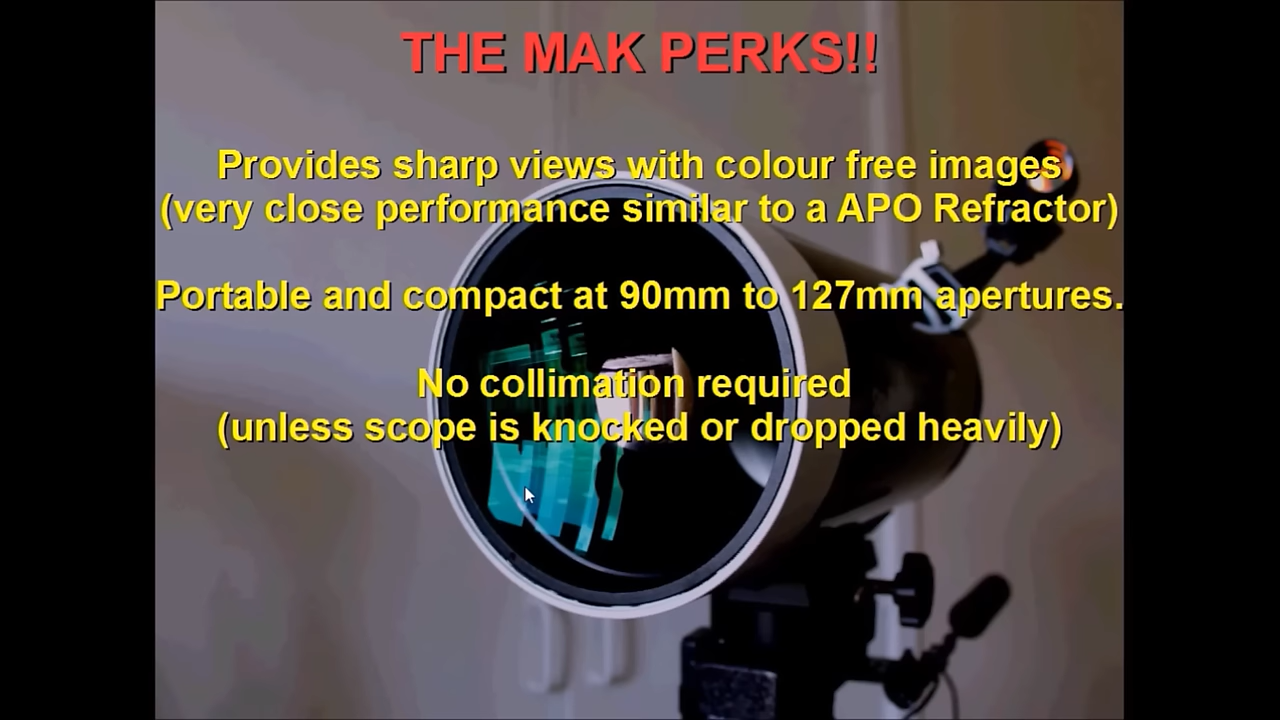 THE MAK PERKS!!
Provides sharp views with colour free images
(very close performance similar to a APO Refractor)
Portable and compact at 90mm to 127mm apertures.
No collimation required
(unless scope is knocked or dropped heavily)